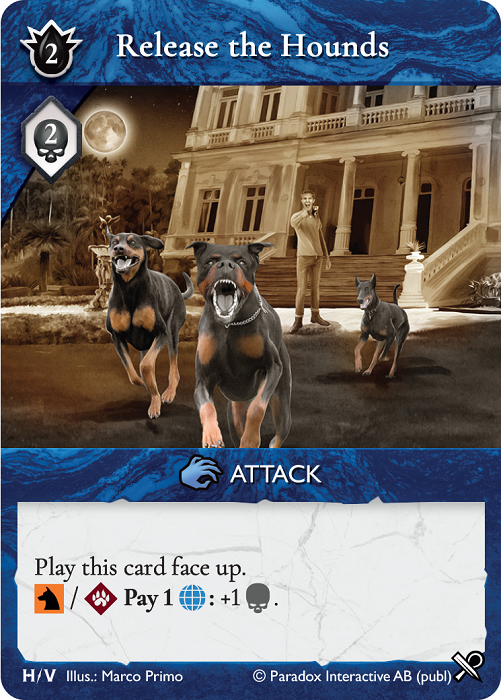 2
Release the Hounds
2
ATTACK
Play this card face up.
/ Pay 1 : +1 .
H/V Illus.: Marco Primo © Paradox Interactive AB (publ)